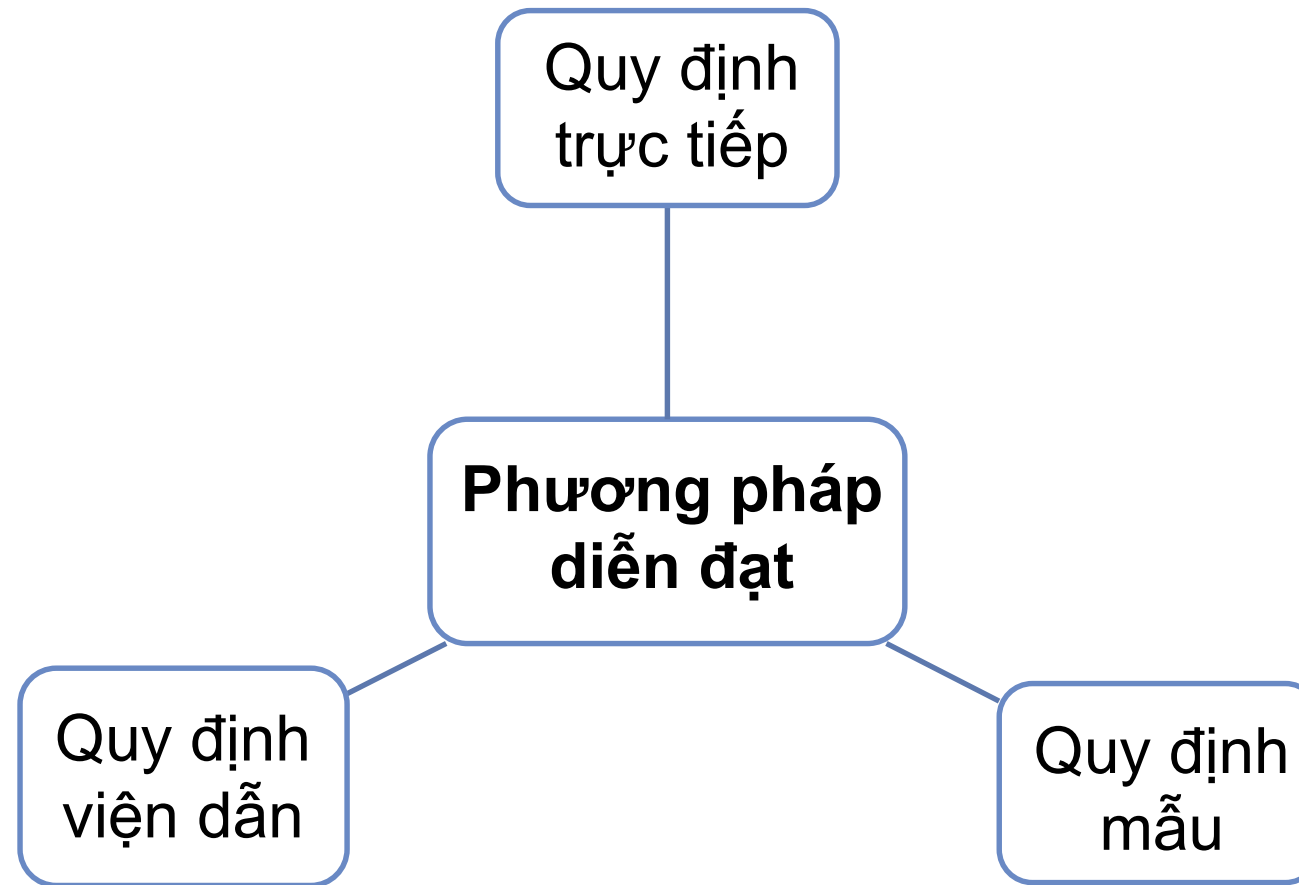 Quy định
trực tiếp
Phương pháp
diễn đạt
Quy định
viện dẫn
Quy định
mẫu